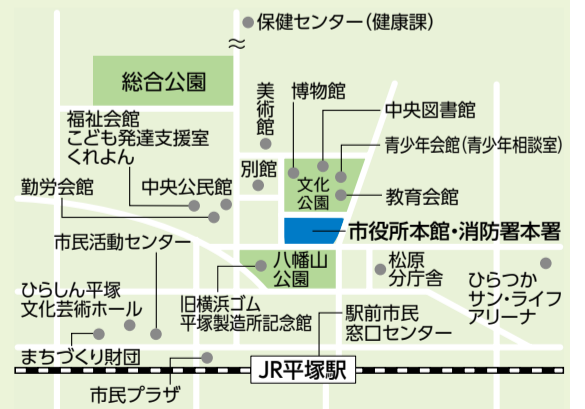 保健センター(健康課)
総合公園
美術館
博物館
中央図書館
福祉会館
こども発達支援室
くれよん
青少年会館(青少年相談室)
別館
文化
公園
勤労会館
中央公民館
教育会館
市役所本館・消防署本署
市民活動センター
八幡山
公園
松原
分庁舎
ひらつか
サン・ライフ
アリーナ
ひらしん平塚
文化芸術ホール
旧横浜ゴム
平塚製造所記念館
駅前市民
窓口センター
まちづくり財団
JR平塚駅
市民プラザ